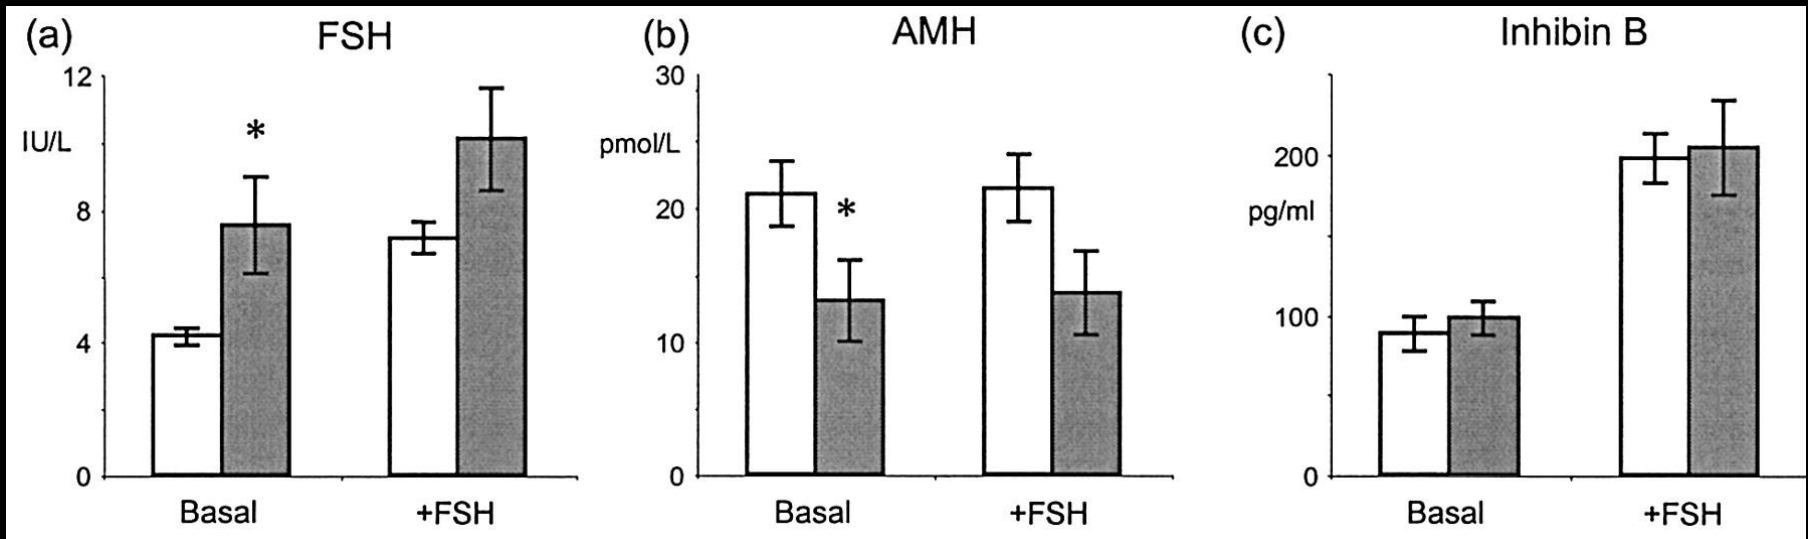 (a) FSH
12
IU/L
*
8
4
0
Basal +FSH
(b) AMH
30
pmol/L
*
20
10
0
Basal +FSH
(c) Inhibin B
200
pg/ml
100
0
Basal +FSH